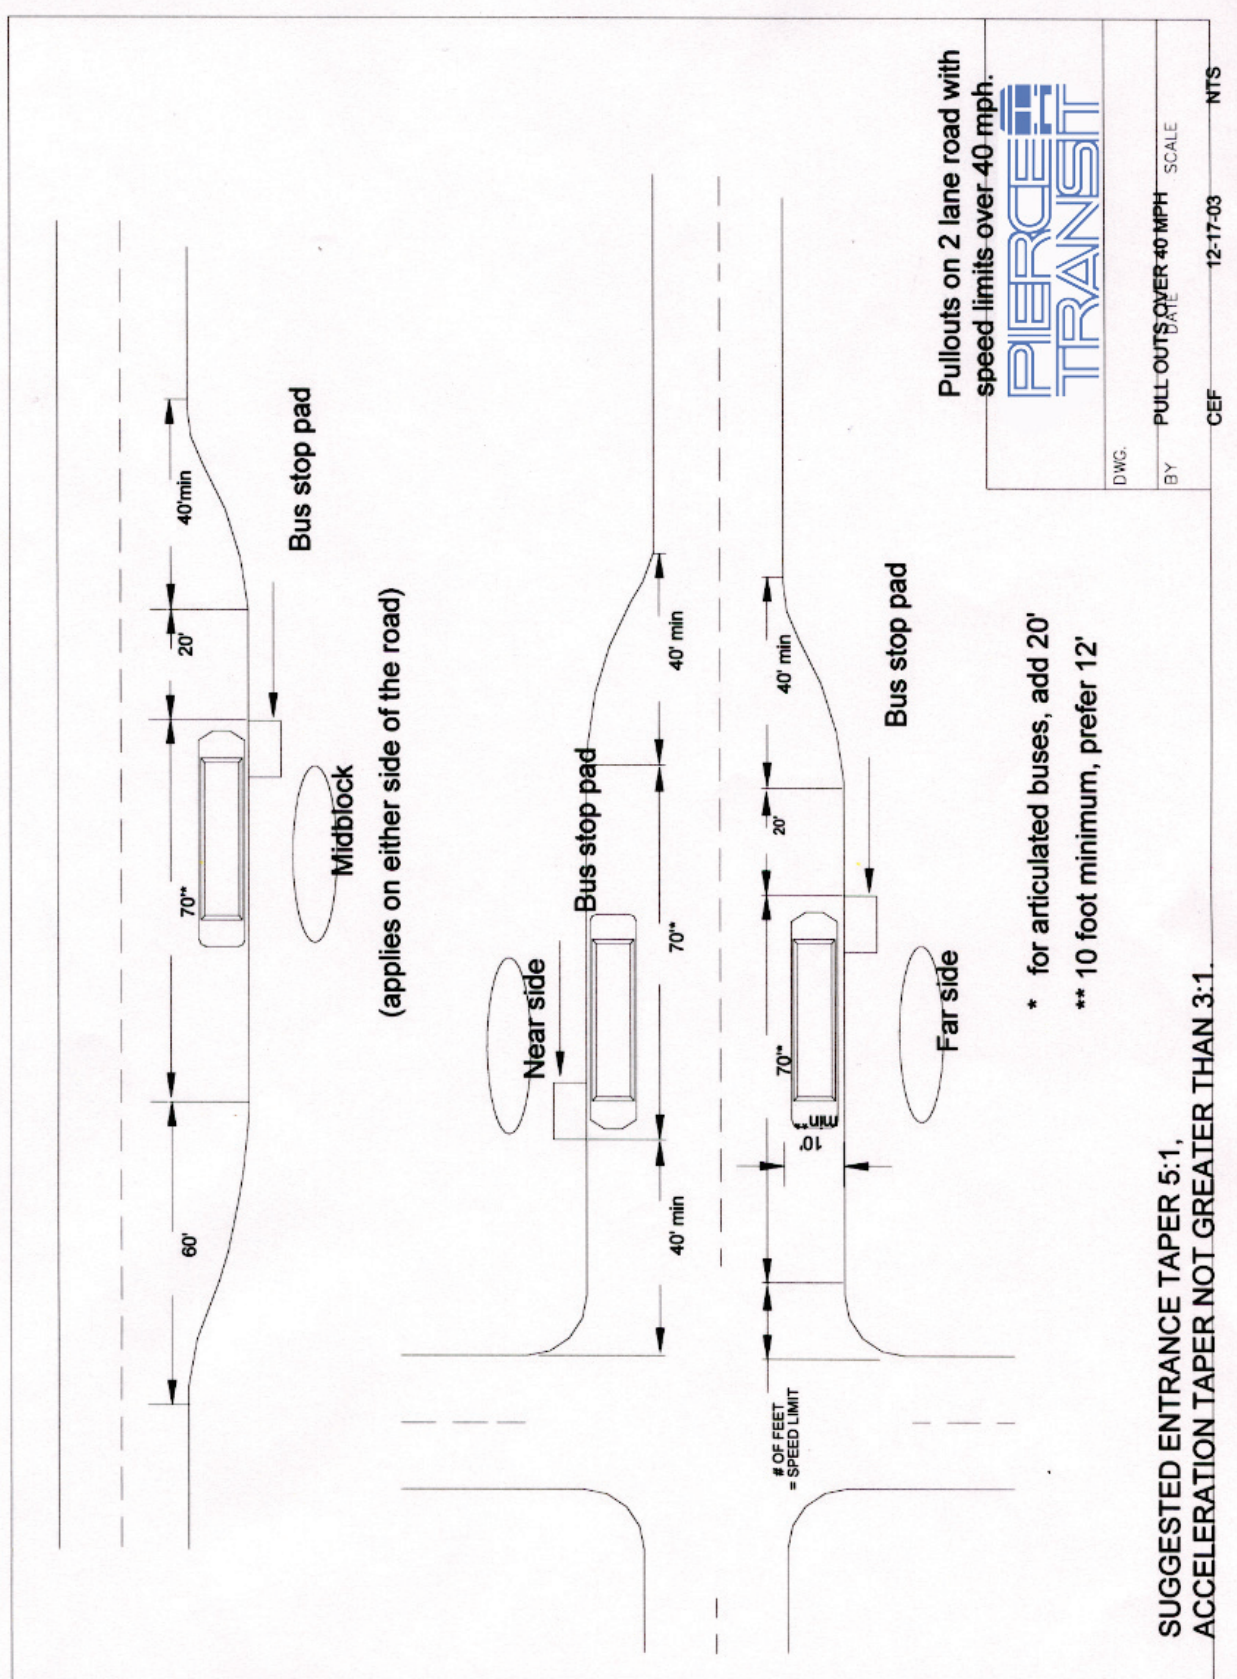 60'
70'*
20'
40'min
Bus stop pad
Midblock
(applies on either side of the road)
Near side
Bus stop pad
40' min
70'*
40' min
# OF FEET
= SPEED LIMIT
10'
min**
70'*
20'
40' min
Bus stop pad
Far side
* for articulated buses, add 20'
** 10 foot minimum, prefer 12'
SUGGESTED ENTRANCE TAPER 5:1,
ACCELERATION TAPER NOT GREATER THAN 3:1.
Pullouts on 2 lane road with
speed limits over 40 mph.
PIERCE
TRANSIT
DWG.
PULL OUTS OVER 40 MPH
BY DATE SCALE
CEF 12-17-03 NTS